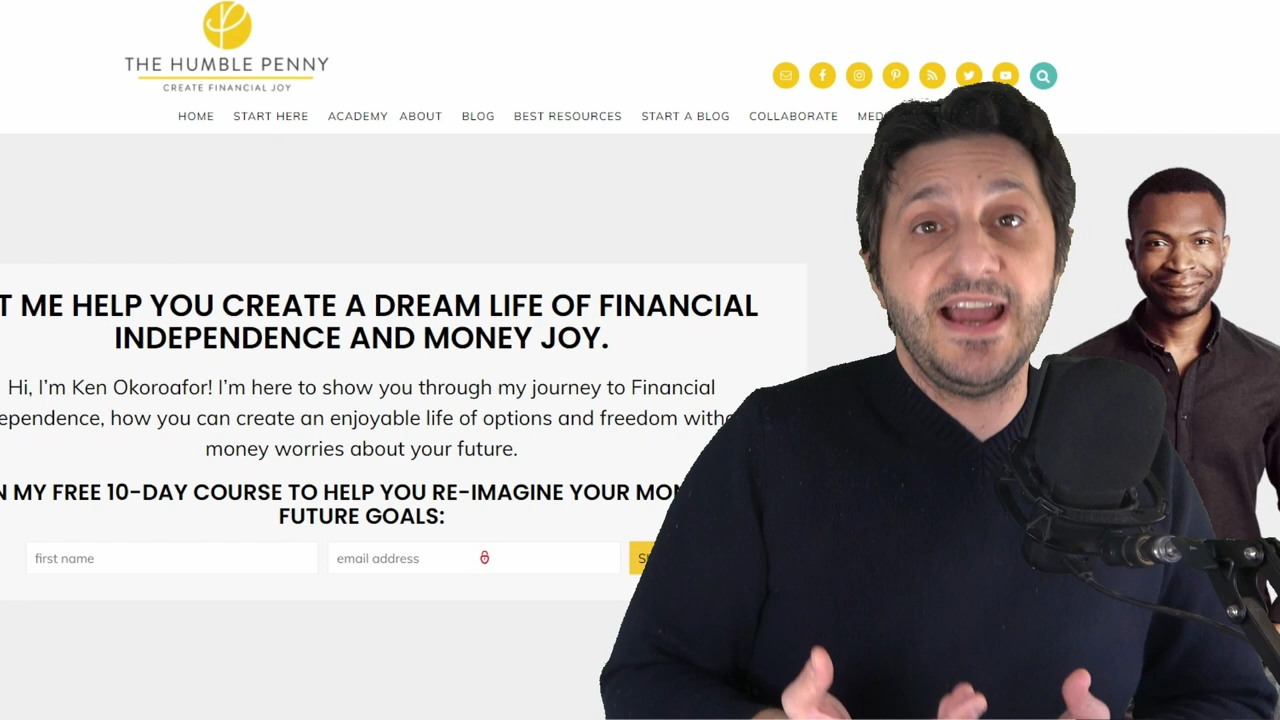 THE HUMBLE PENNY
CREATE FINANCIAL JOY
HOME START HERE ACADEMY ABOUT BLOG BEST RESOURCES START A BLOG COLLABORATE
T ME HELP YOU CREATE A DREAM LIFE OF FINANCIAL
INDEPENDENCE AND MONEY JOY.
Hi, I'm Ken Okoroafor! I'm here to show you through my journey to Financial
ependence, how you can create an enjoyable life of options and freedom
money worries about your future.
N MY FREE 10-DAY COURSE TO HELP YOU RE-IMAGINE YOUR
FUTURE GOALS:
first name
email address